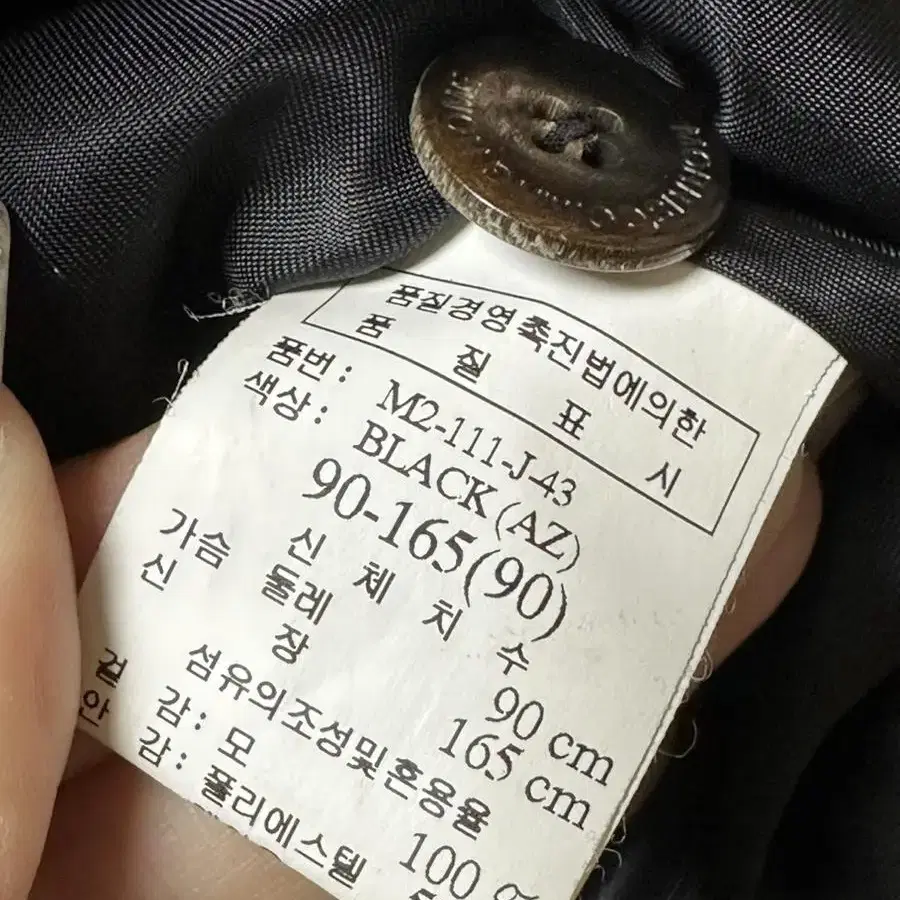 품질경영촉진법에의한
품 질 표 시
품번: M2-111-J-43
색상: BLACK (AZ)
90-165(90)
신 체 치 수
가슴 둘레 90 cm
신 장 165 cm
섬유의조성및혼용율
겉 감: 모 100 %
안 감: 폴리에스텔